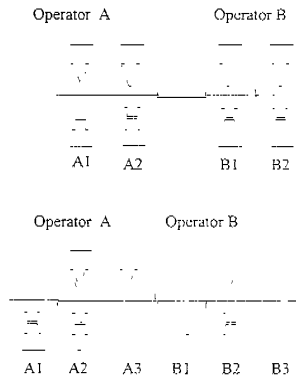 Operator A Operator B
A1 A2 B1 B2
Operator A Operator B
A1 A2 A3 B1 B2 B3